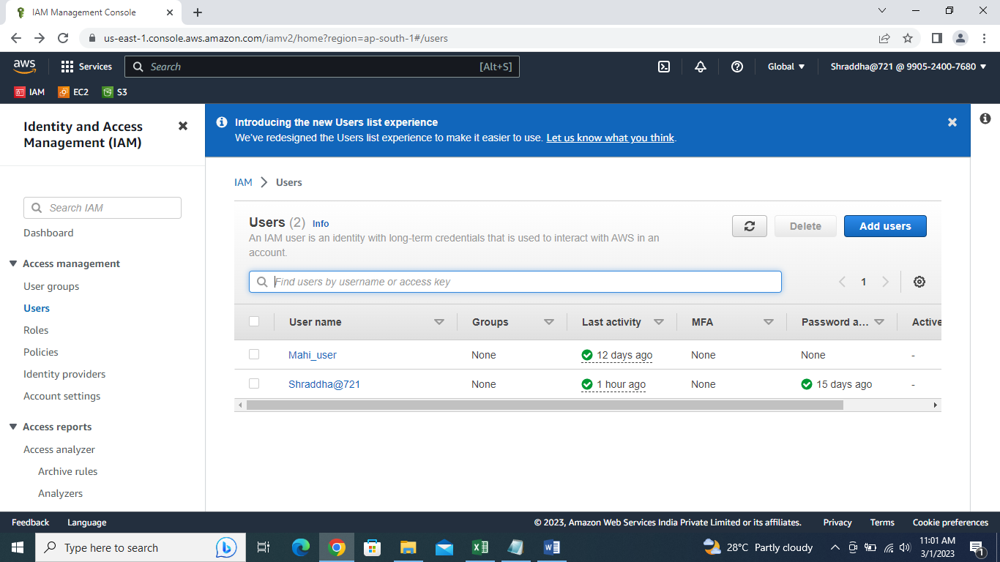 IAM Management Console
us-east-1.console.aws.amazon.com/iamv2/home?region=ap-south-1#/users
aws Services Search [Alt+S] Global Shraddha@721 @ 9905-2400-7680
IAM EC2 S3
Identity and Access
Management (IAM)
Search IAM
Dashboard
Access management
User groups
Users
Roles
Policies
Identity providers
Account settings
Access reports
Access analyzer
Archive rules
Analyzers
Introducing the new Users list experience
We've redesigned the Users list experience to make it easier to use. Let us know what you think.
IAM > Users
Users (2) Info
An IAM user is an identity with long-term credentials that is used to interact with AWS in an
account.
Delete Add users
Find users by username or access key
1
User name Groups Last activity MFA Password a... Active
Mahi_user None 12 days ago None None -
Shraddha@721 None 1 hour ago None 15 days ago -
Feedback Language © 2023, Amazon Web Services India Private Limited or its affiliates. Privacy Terms Cookie preferences
Type here to search 28°C Partly cloudy 11:01 AM
3/1/2023
1